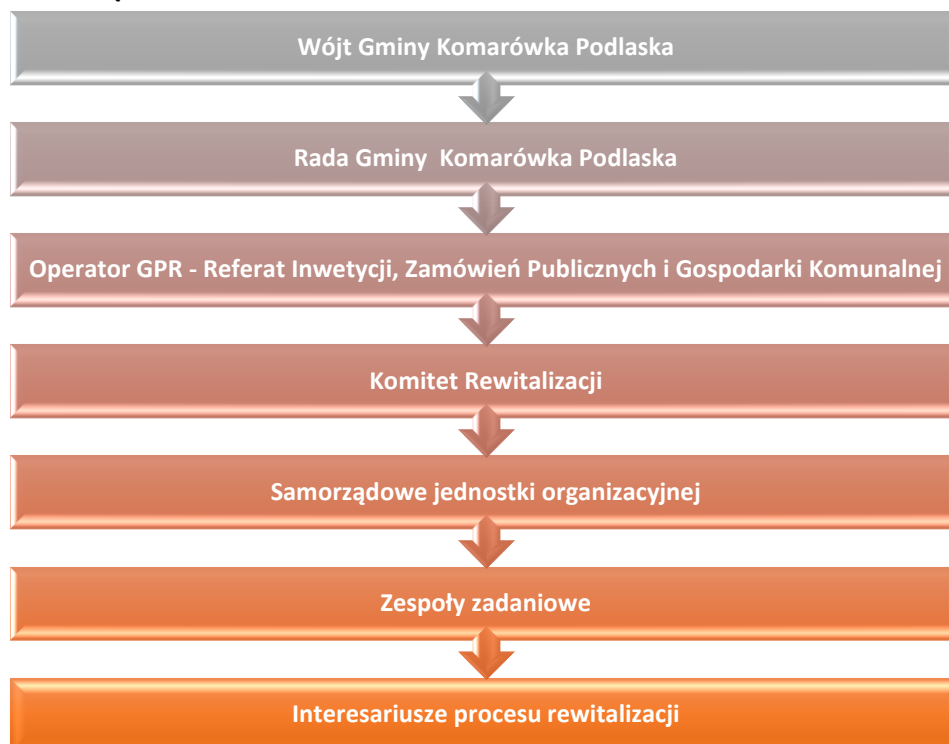 Wójt Gminy Komarówka Podlaska
Rada Gminy Komarówka Podlaska
Operator GPR - Referat Inwetycji, Zamówień Publicznych i Gospodarki Komunalnej
Komitet Rewitalizacji
Samorządowe jednostki organizacyjnej
Zespoły zadaniowe
Interesariusze procesu rewitalizacji